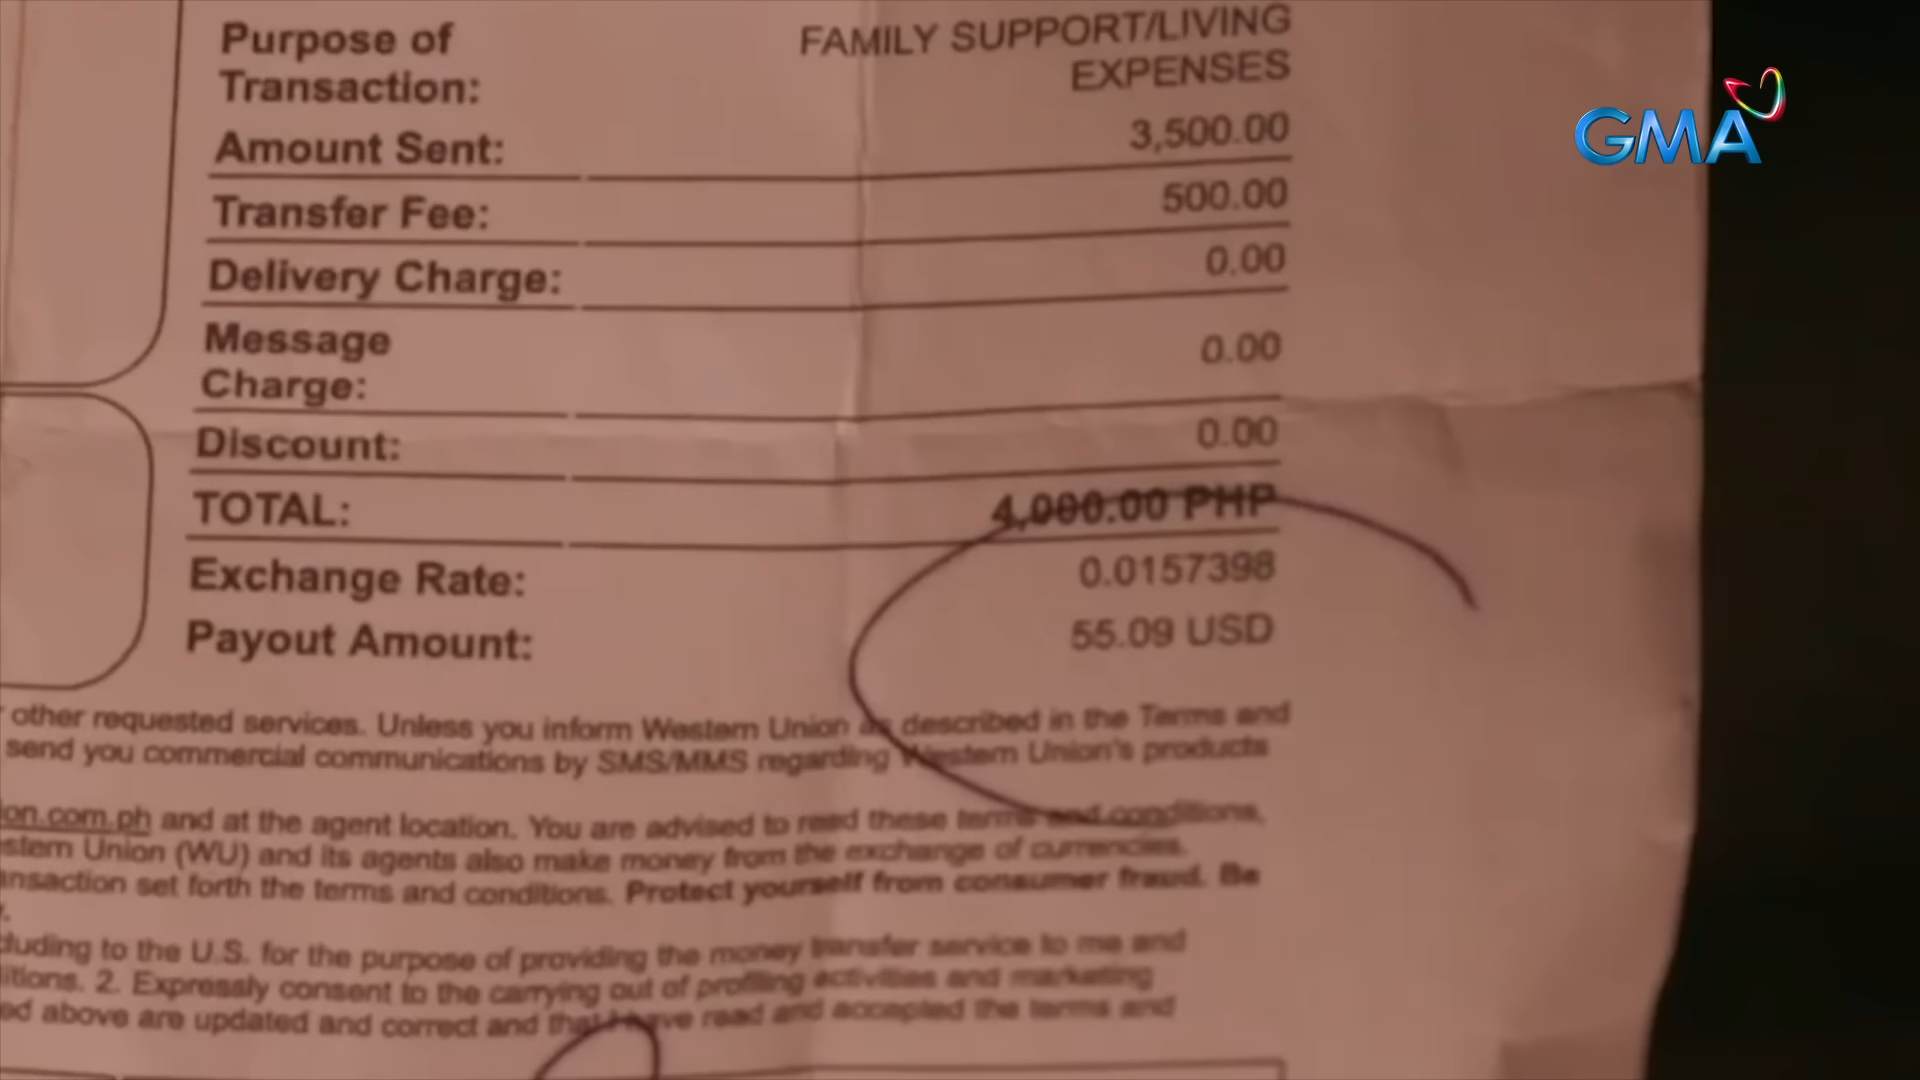 Purpose of
Transaction:
FAMILY SUPPORT/LIVING
EXPENSES
Amount Sent: 3,500.00
Transfer Fee: 500.00
Delivery Charge: 0.00
Message
Charge: 0.00
Discount: 0.00
TOTAL: 4,000.00 PHP
Exchange Rate: 0.0157398
Payout Amount: 55.09 USD
other requested services. Unless you inform Western Union as described in the Terms and
send you commercial communications by SMS/MMS regarding Western Union's products
ion.com.ph and at the agent location. You are advised to read these terms and conditions,
stern Union (WU) and its agents also make money from the exchange of currencies.
ansaction set forth the terms and conditions. Protect yourself from consumer fraud. Be
cluding to the U.S. for the purpose of providing the money transfer service to me and
ditions. 2. Expressly consent to the carrying out of profiling activities and marketing
ed above are updated and correct and that I have read and accepted the terms and
GMA